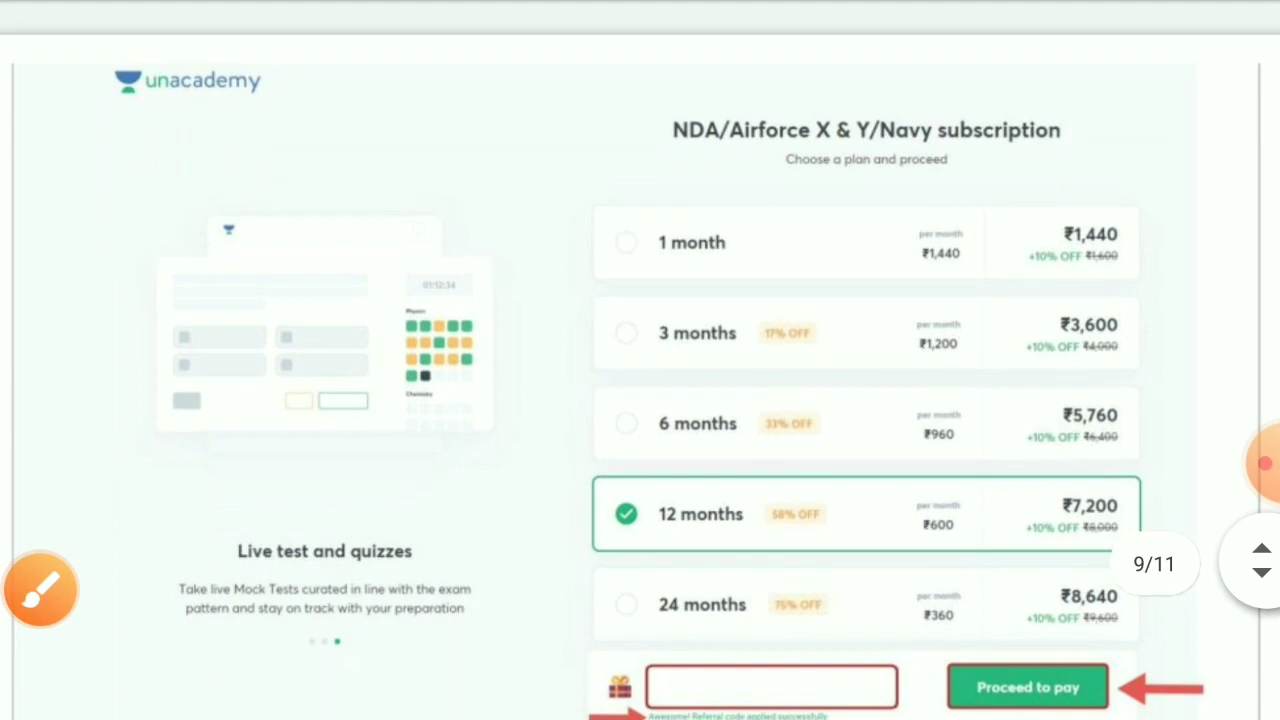 unacademy
NDA/Airforce X & Y/Navy subscription
Choose a plan and proceed
1 month
per month
₹1,440
₹1,440
+10% OFF ₹1,600
3 months
17% OFF
per month
₹1,200
₹3,600
+10% OFF ₹4,000
6 months
33% OFF
per month
₹960
₹5,760
+10% OFF ₹6,400
12 months
58% OFF
per month
₹600
₹7,200
+10% OFF ₹8,000
24 months
75% OFF
per month
₹360
₹8,640
+10% OFF ₹9,600
01:12:34
Physics
Chemistry
Live test and quizzes
Take live Mock Tests curated in line with the exam
pattern and stay on track with your preparation
9/11
Proceed to pay
Awesome! Referral code applied successfully